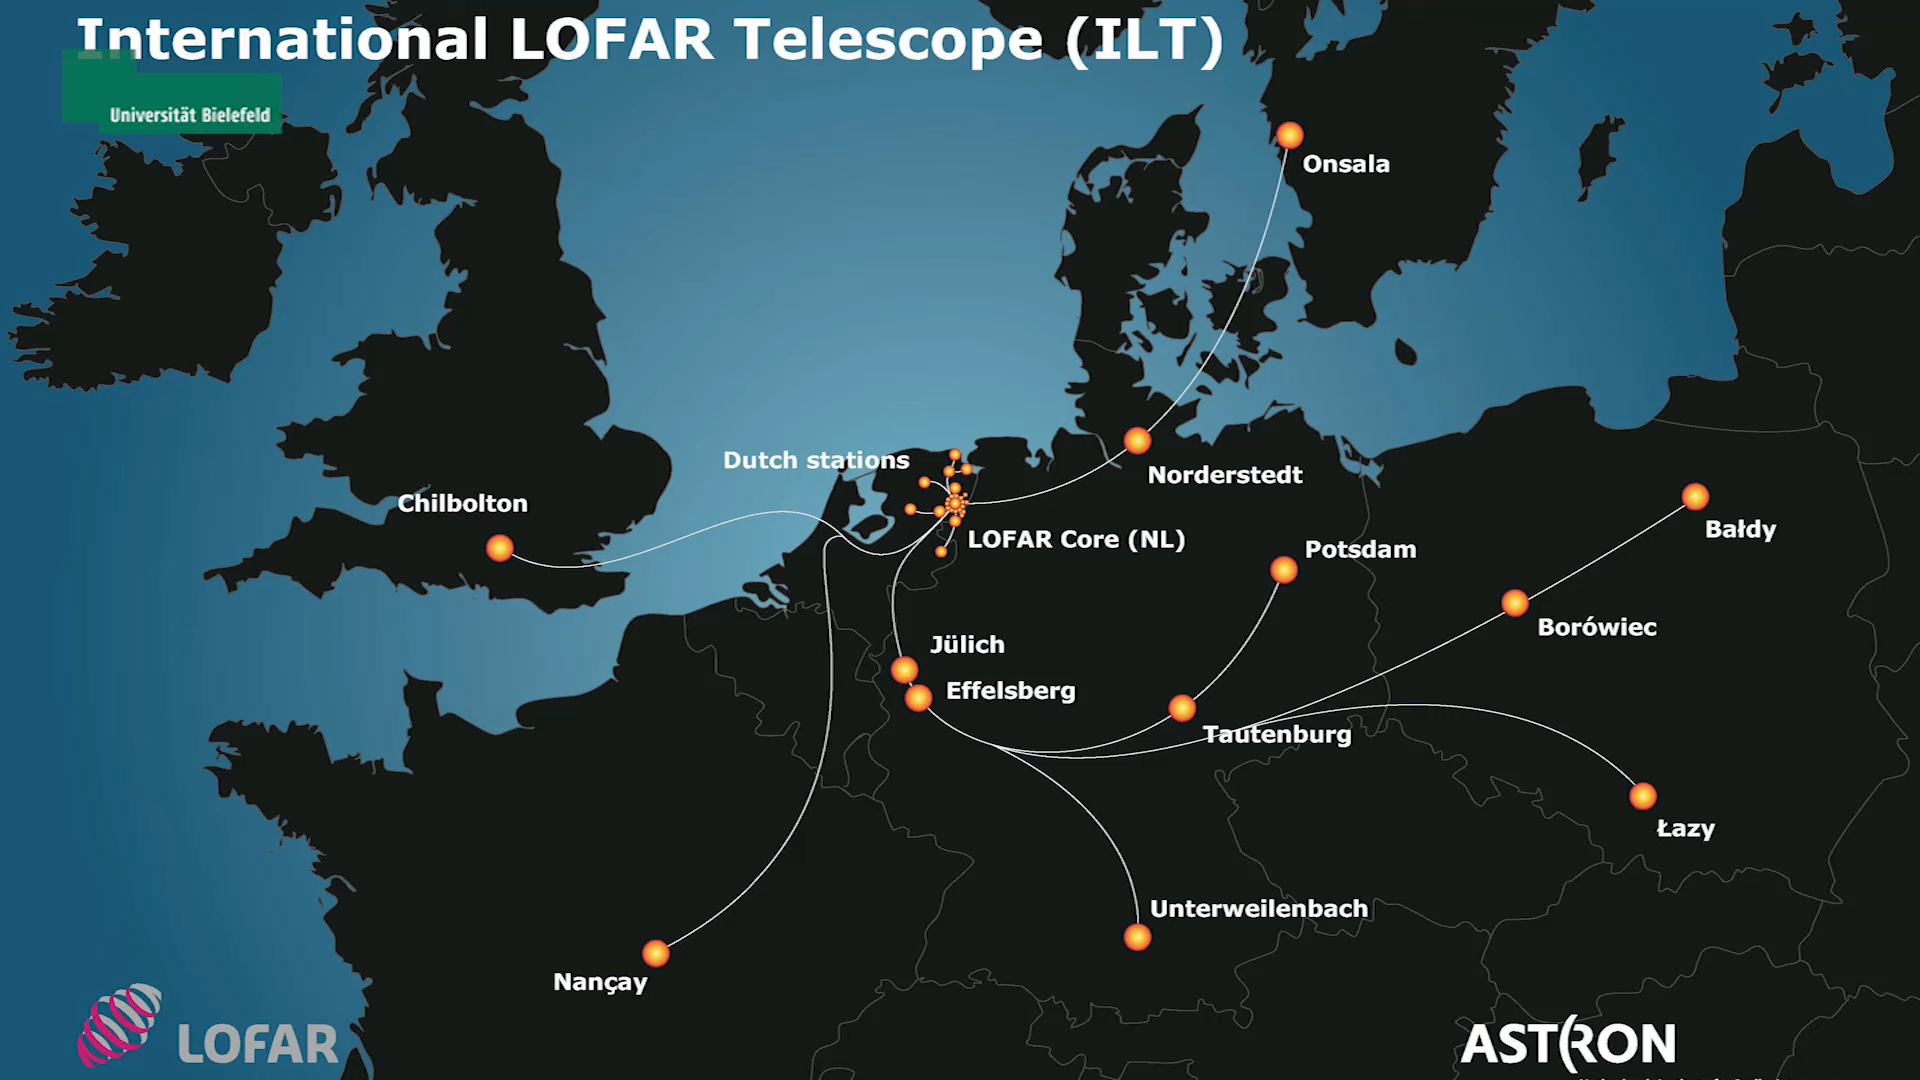 International LOFAR Telescope (ILT)
Universität Bielefeld
Onsala
Dutch stations
Norderstedt
Chilbolton
LOFAR Core (NL)
Bałdy
Potsdam
Borówiec
Jülich
Effelsberg
Tautenburg
Łazy
Unterweilenbach
Nançay
LOFAR
ASTRON